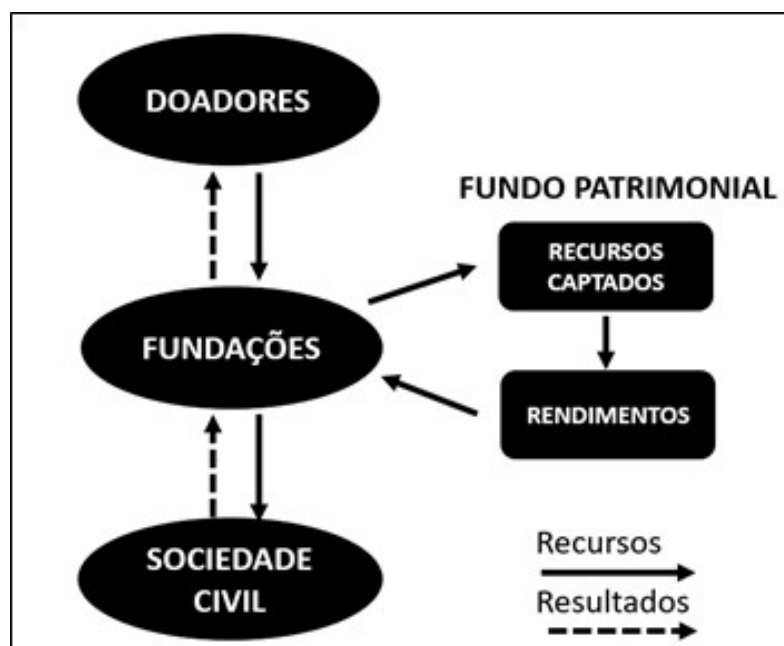 DOADORES
FUNDO PATRIMONIAL
RECURSOS
CAPTADOS
FUNDAÇÕES
RENDIMENTOS
SOCIEDADE
CIVIL
Recursos
Resultados